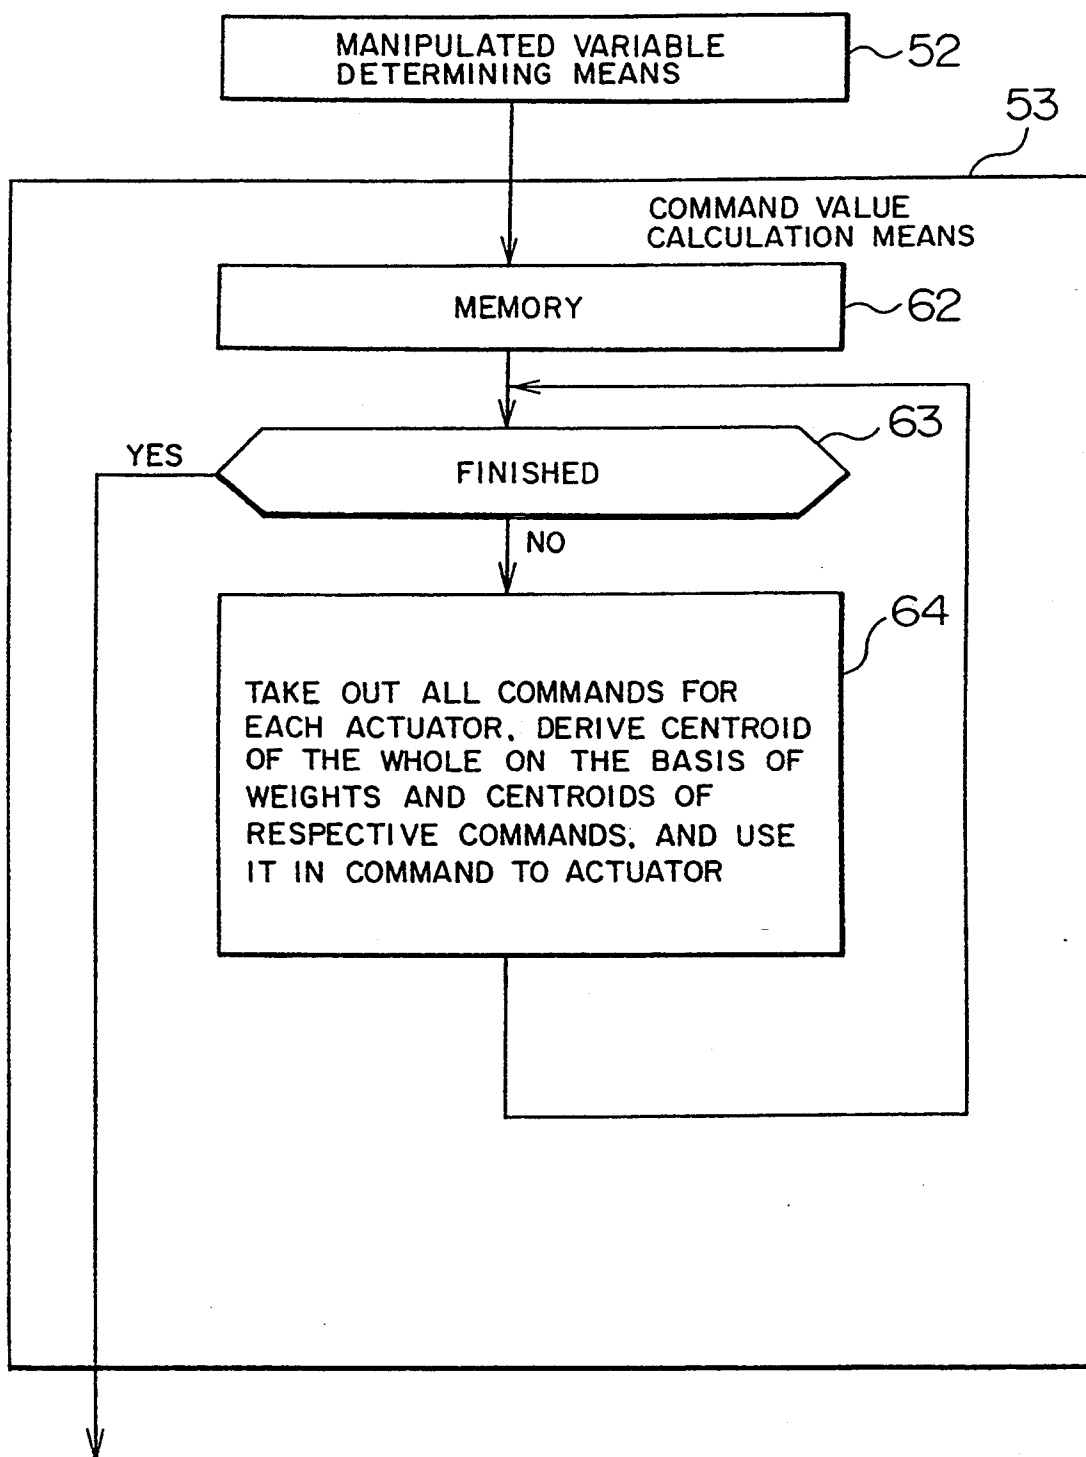 MANIPULATED VARIABLE
DETERMINING MEANS
52
53
COMMAND VALUE
CALCULATION MEANS
MEMORY
62
63
YES
FINISHED
NO
64
TAKE OUT ALL COMMANDS FOR
EACH ACTUATOR, DERIVE CENTROID
OF THE WHOLE ON THE BASIS OF
WEIGHTS AND CENTROIDS OF
RESPECTIVE COMMANDS, AND USE
IT IN COMMAND TO ACTUATOR